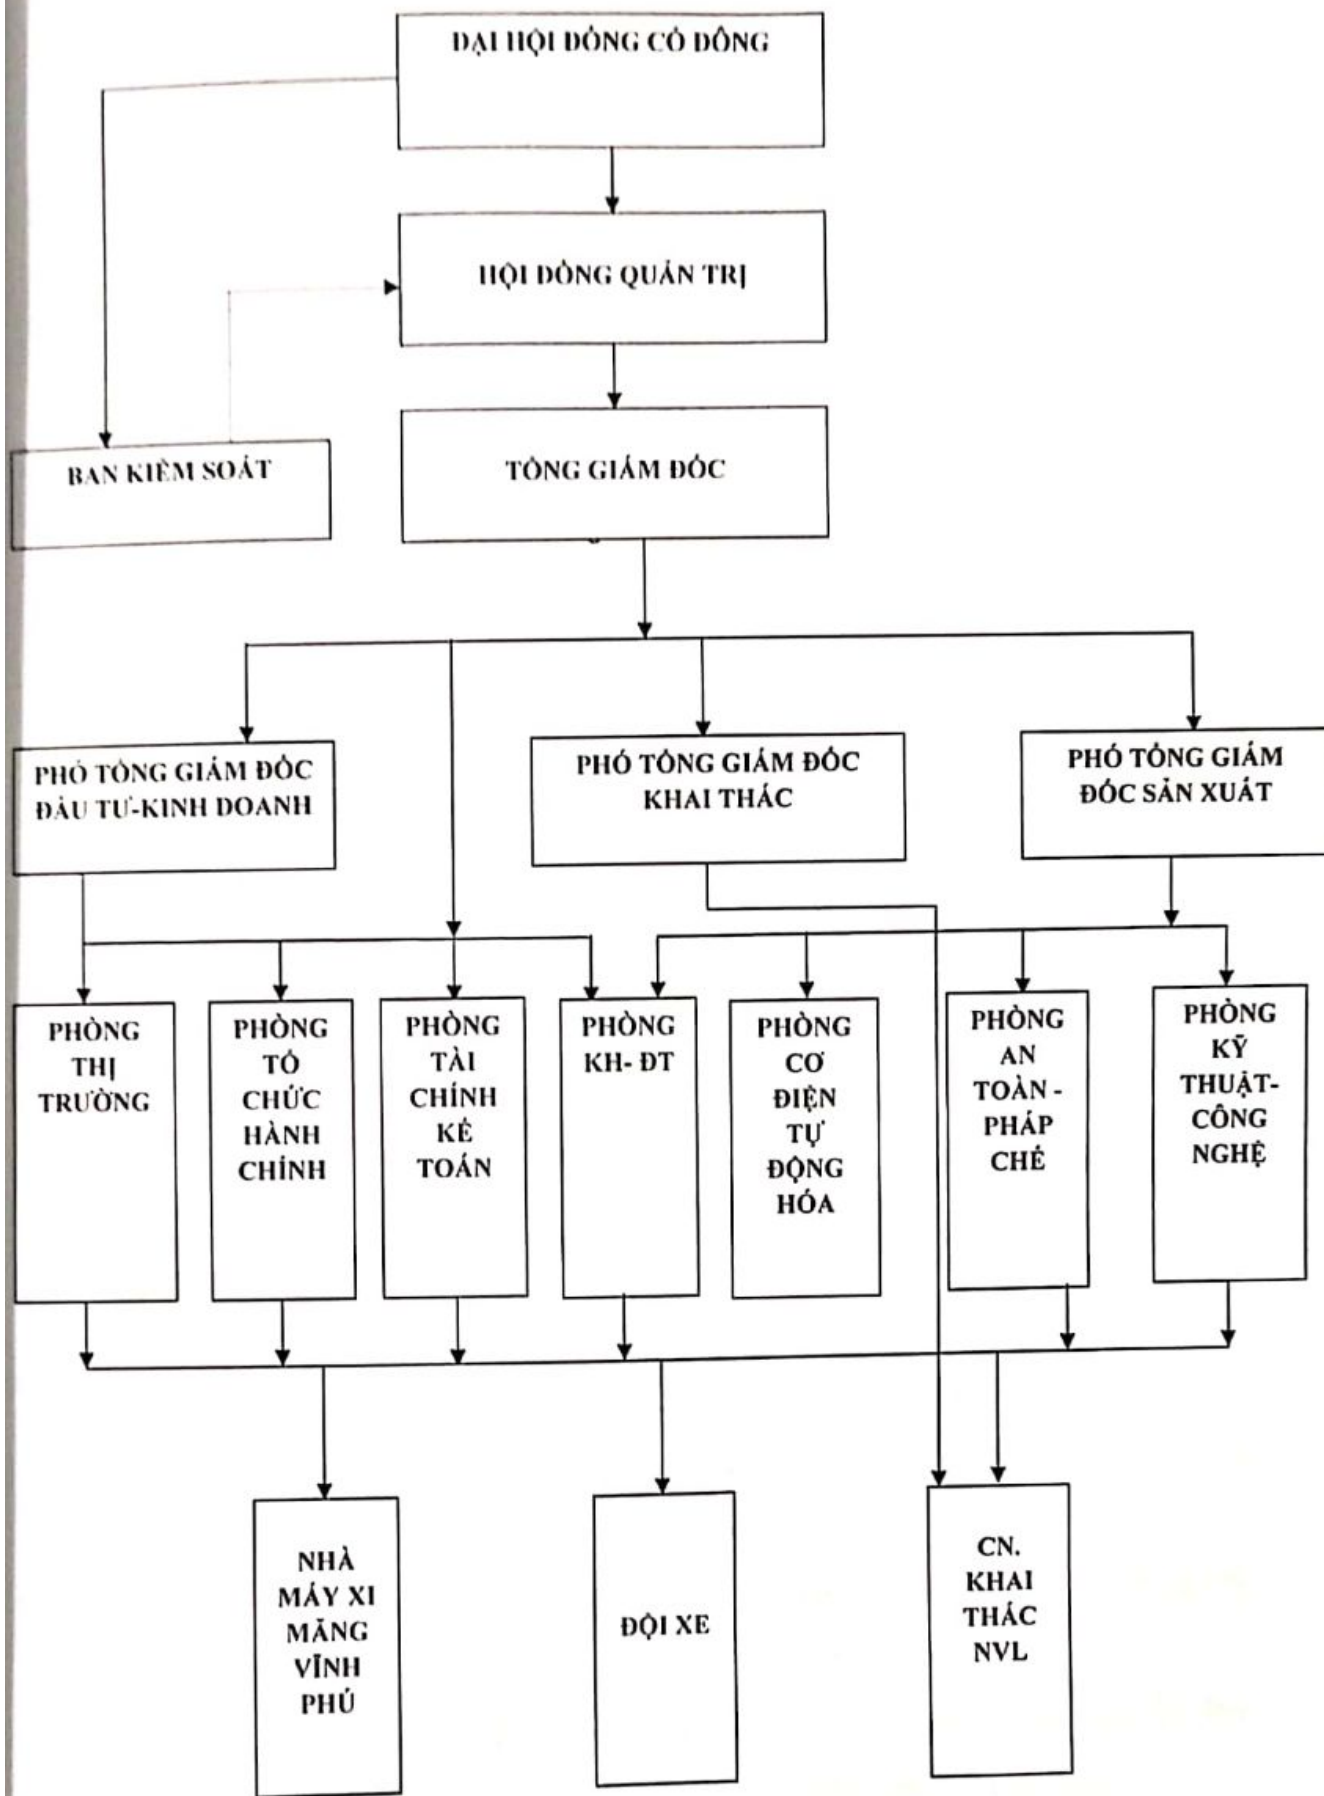 ĐẠI HỘI ĐỒNG CỔ ĐÔNG
HỘI ĐỒNG QUẢN TRỊ
BAN KIỂM SOÁT
TỔNG GIÁM ĐỐC
PHÓ TỔNG GIÁM ĐỐC
ĐẦU TƯ-KINH DOANH
PHÓ TỔNG GIÁM ĐỐC
KHAI THÁC
PHÓ TỔNG GIÁM
ĐỐC SẢN XUẤT
PHÒNG
THỊ
TRƯỜNG
PHÒNG
TỔ
CHỨC
HÀNH
CHÍNH
PHÒNG
TÀI
CHÍNH
KẾ
TOÁN
PHÒNG
KH- ĐT
PHÒNG
CƠ
ĐIỆN
TỰ
ĐỘNG
HÓA
PHÒNG
AN
TOÀN -
PHÁP
CHẾ
PHÒNG
KỸ
THUẬT-
CÔNG
NGHỆ
NHÀ
MÁY XI
MĂNG
VĨNH
PHÚ
ĐỘI XE
CN.
KHAI
THÁC
NVL